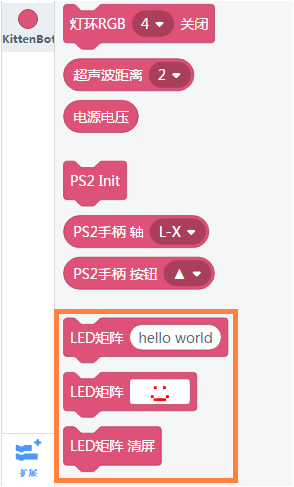 灯环RGB 4 关闭
KittenBot
超声波距离 2
电源电压
PS2 Init
PS2手柄 轴 L-X
PS2手柄 按钮 ▲
LED矩阵 hello world
LED矩阵
LED矩阵 清屏
扩展